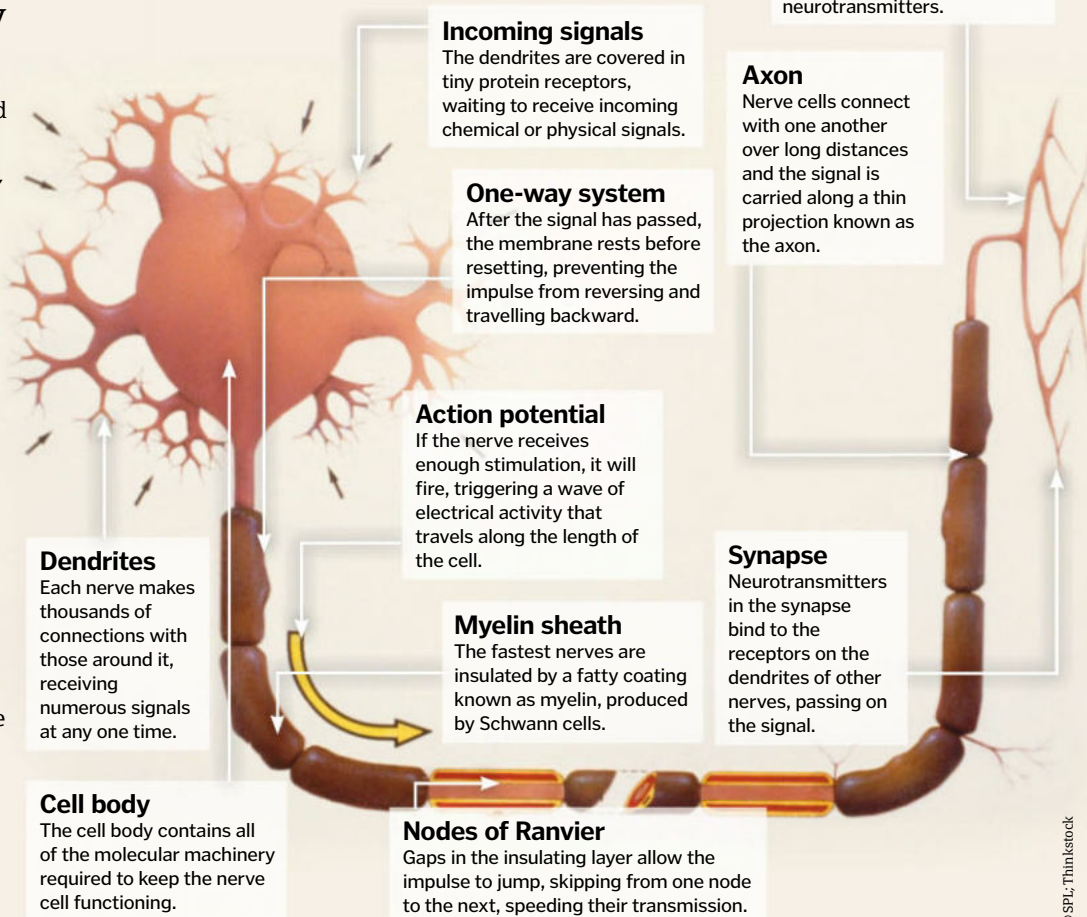 neurotransmitters.
Incoming signals
The dendrites are covered in
tiny protein receptors,
waiting to receive incoming
chemical or physical signals.
Axon
Nerve cells connect
with one another
over long distances
and the signal is
carried along a thin
projection known as
the axon.
One-way system
After the signal has passed,
the membrane rests before
resetting, preventing the
impulse from reversing and
travelling backward.
Action potential
If the nerve receives
enough stimulation, it will
fire, triggering a wave of
electrical activity that
travels along the length of
the cell.
Dendrites
Each nerve makes
thousands of
connections with
those around it,
receiving
numerous signals
at any one time.
Synapse
Neurotransmitters
in the synapse
bind to the
receptors on the
dendrites of other
nerves, passing on
the signal.
Myelin sheath
The fastest nerves are
insulated by a fatty coating
known as myelin, produced
by Schwann cells.
Cell body
The cell body contains all
of the molecular machinery
required to keep the nerve
cell functioning.
Nodes of Ranvier
Gaps in the insulating layer allow the
impulse to jump, skipping from one node
to the next, speeding their transmission.
SPL; Thinkstock